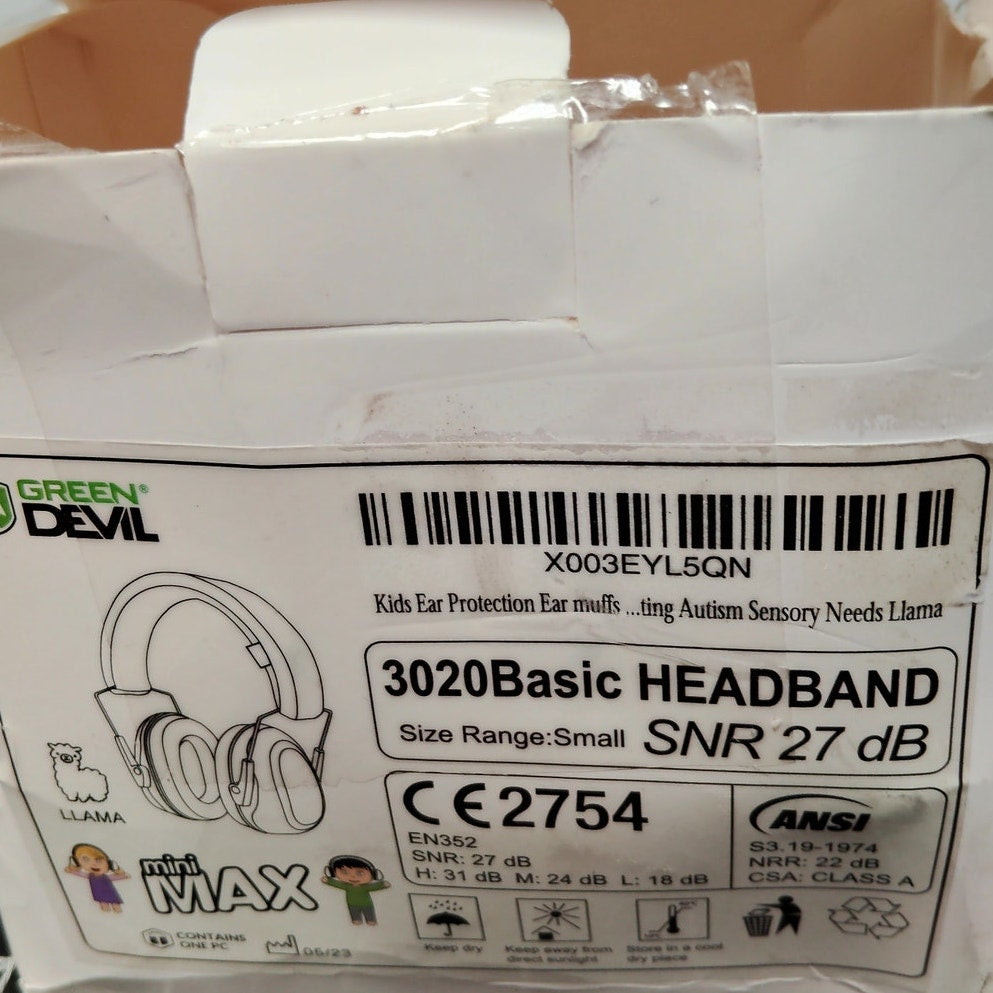 GREEN®
DEVIL
X003EYL5QN
Kids Ear Protection Ear muffs ...ting Autism Sensory Needs Llama
3020Basic HEADBAND
Size Range:Small SNR 27 dB
LLAMA
CE2754
EN352
SNR: 27 dB
H: 31 dB M: 24 dB L: 18 dB
ANSI
S3.19-1974
NRR: 22 dB
CSA: CLASS A
mini
MAX
CONTAINS
ONE PC
06/23
Keep dry
Keep away from
direct sunlight
Store in a cool
dry place